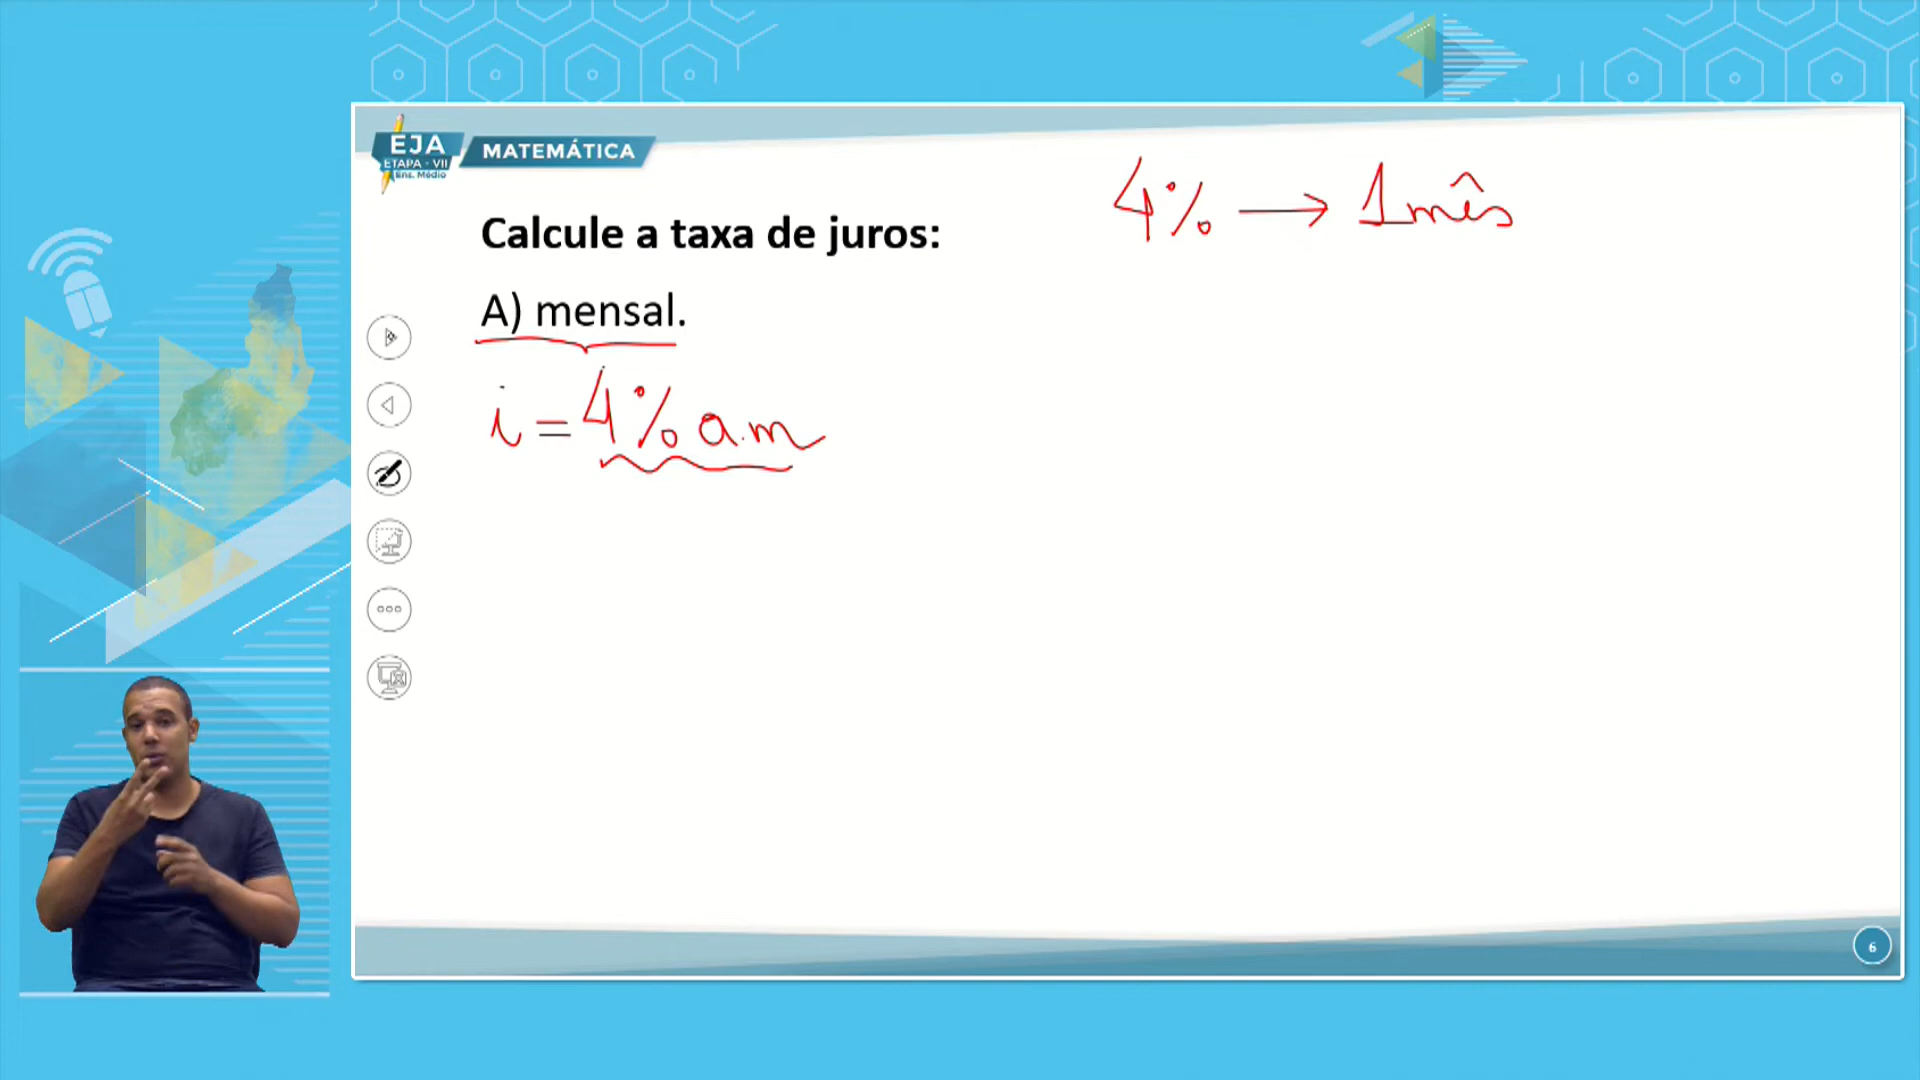 EJA
ETAPA - VII
Ens. Médio
MATEMÁTICA
4% → 1 mês
Calcule a taxa de juros:
A) mensal.
i = 4% a.m
6